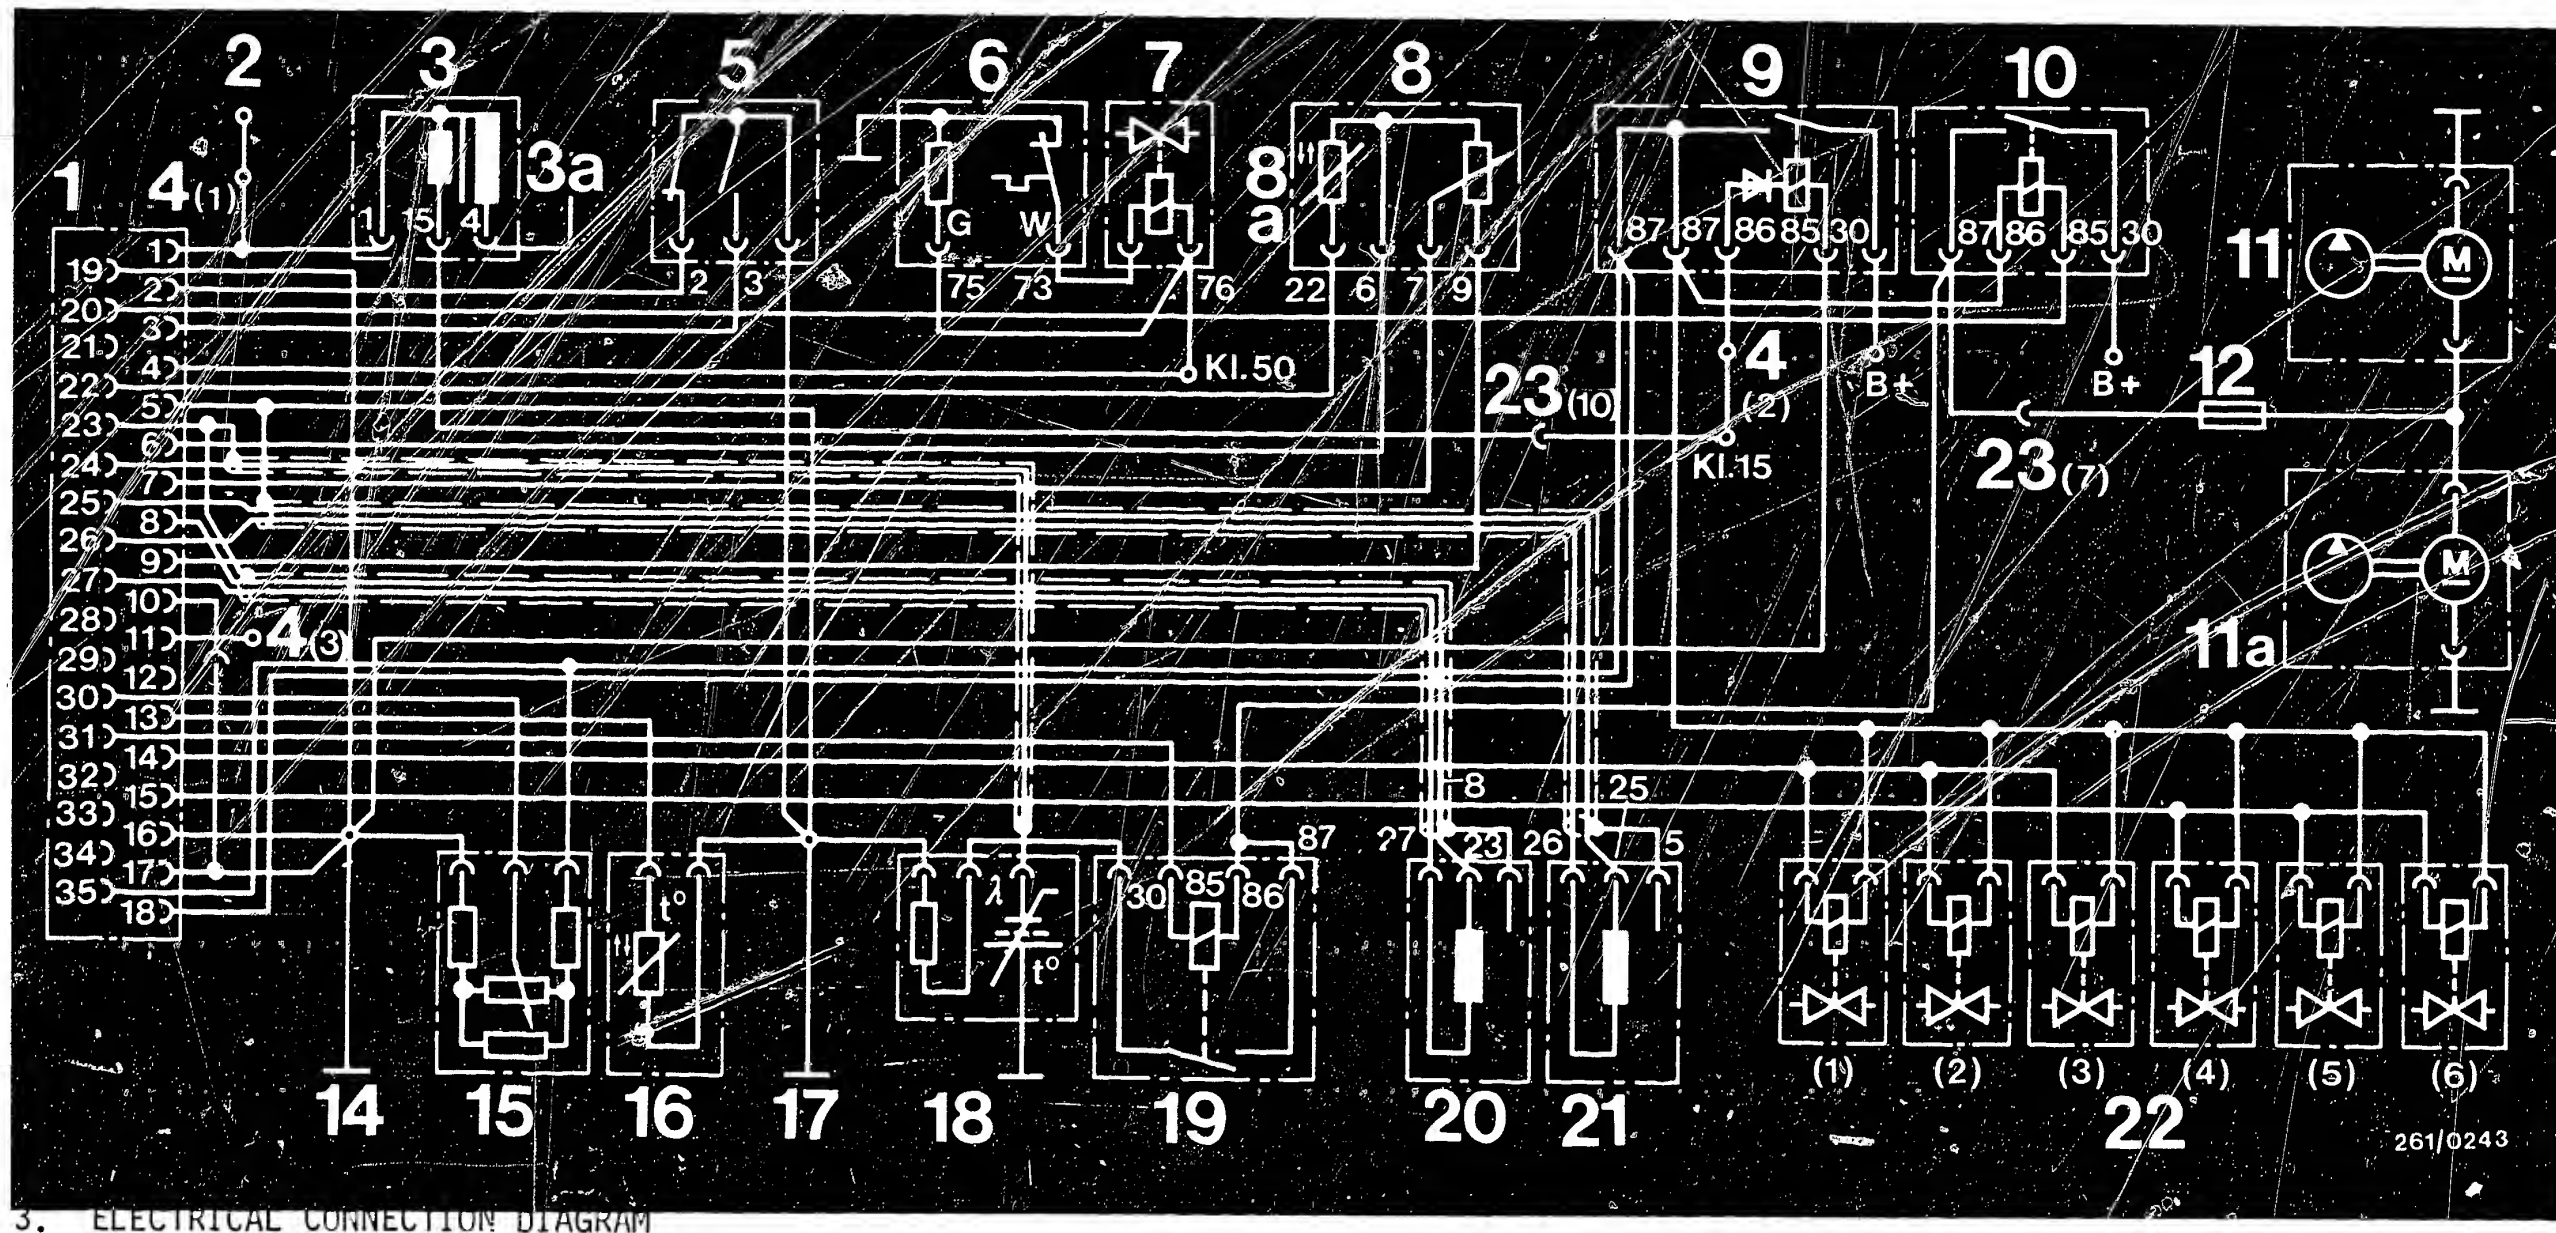 2 3 5 6 7 8 9 10
1 4(1) 3a 8a 11
1 15 4
G W
87 87 86 85 30
87 86 85 30
M
2 3 75 73 76 22 6 7 9
Kl.50
23(10) 4(2) B+ B+ 12
Kl.15
23(7)
M
11a
1
19
2
20
3
21
4
22
5
23
6
24
7
25
8
26
9
27
10
28
11
4(3)
29
12
30
13
31
14
32
33
15
16
34
17
35
18
8 25
27 23 26 5
87
30 85 86
λ
t°
t°
(1) (2) (3) (4) (5) (6)
14 15 16 17 18 19 20 21 22
261/0243
3. ELECTRICAL CONNECTION DIAGRAM